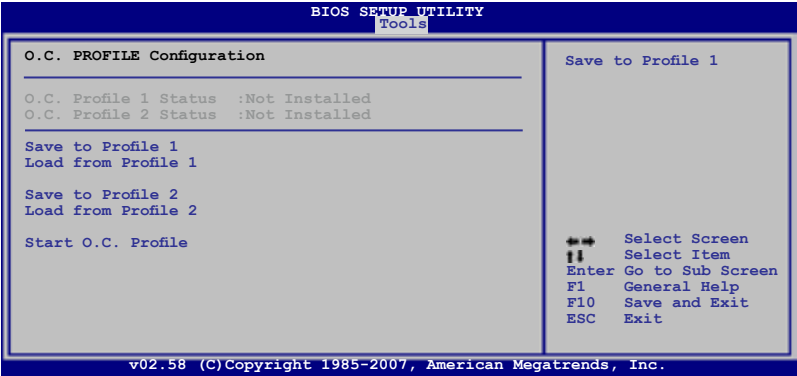 BIOS SETUP UTILITY
Tools
O.C. PROFILE Configuration
O.C. Profile 1 Status :Not Installed
O.C. Profile 2 Status :Not Installed
Save to Profile 1
Load from Profile 1
Save to Profile 2
Load from Profile 2
Start O.C. Profile
Save to Profile 1
Select Screen
Select Item
Enter Go to Sub Screen
F1 General Help
F10 Save and Exit
ESC Exit
v02.58 (C)Copyright 1985-2007, American Megatrends, Inc.